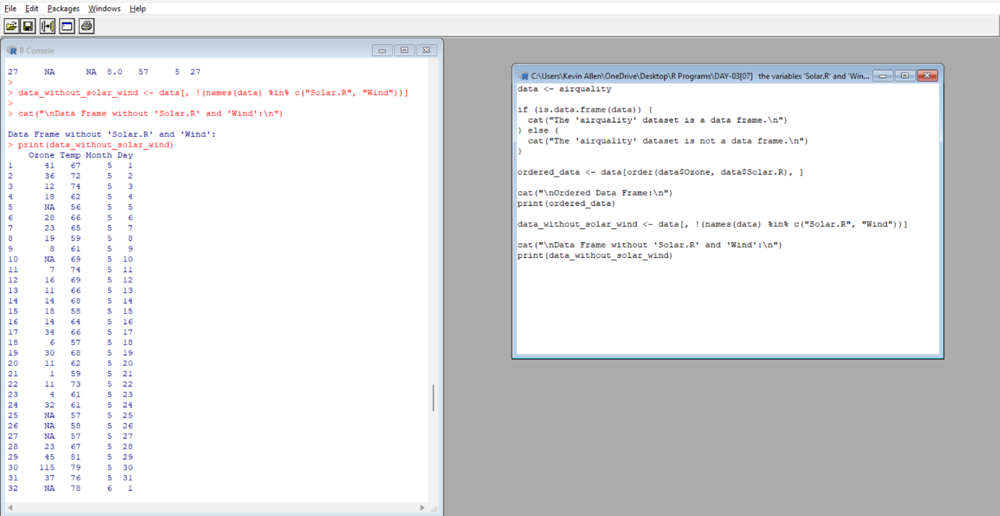 File Edit Packages Windows Help
R Console
27     NA      NA  8.0   57     5  27
>
> data_without_solar_wind <- data[, !(names(data) %in% c("Solar.R", "Wind"))]
>
> cat("\nData Frame without 'Solar.R' and 'Wind':\n")
Data Frame without 'Solar.R' and 'Wind':
> print(data_without_solar_wind)
    Ozone Temp Month Day
1      41   67     5   1
2      36   72     5   2
3      12   74     5   3
4      18   62     5   4
5      NA   56     5   5
6      28   66     5   6
7      23   65     5   7
8      19   59     5   8
9       8   61     5   9
10     NA   69     5  10
11      7   74     5  11
12     16   69     5  12
13     11   66     5  13
14     14   68     5  14
15     18   58     5  15
16     14   64     5  16
17     34   66     5  17
18      6   57     5  18
19     30   68     5  19
20     11   62     5  20
21      1   59     5  21
22     11   73     5  22
23      4   61     5  23
24     32   61     5  24
25     NA   57     5  25
26     NA   58     5  26
27     NA   57     5  27
28     23   67     5  28
29     45   81     5  29
30    115   79     5  30
31     37   76     5  31
32     NA   78     6   1
C:\Users\Kevin Allen\OneDrive\Desktop\R Programs\DAY-03[07]   the variables 'Solar.R' and 'Win...
data <- airquality
if (is.data.frame(data)) {
  cat("The 'airquality' dataset is a data frame.\n")
} else {
  cat("The 'airquality' dataset is not a data frame.\n")
}
ordered_data <- data[order(data$Ozone, data$Solar.R), ]
cat("\nOrdered Data Frame:\n")
print(ordered_data)
data_without_solar_wind <- data[, !(names(data) %in% c("Solar.R", "Wind"))]
cat("\nData Frame without 'Solar.R' and 'Wind':\n")
print(data_without_solar_wind)